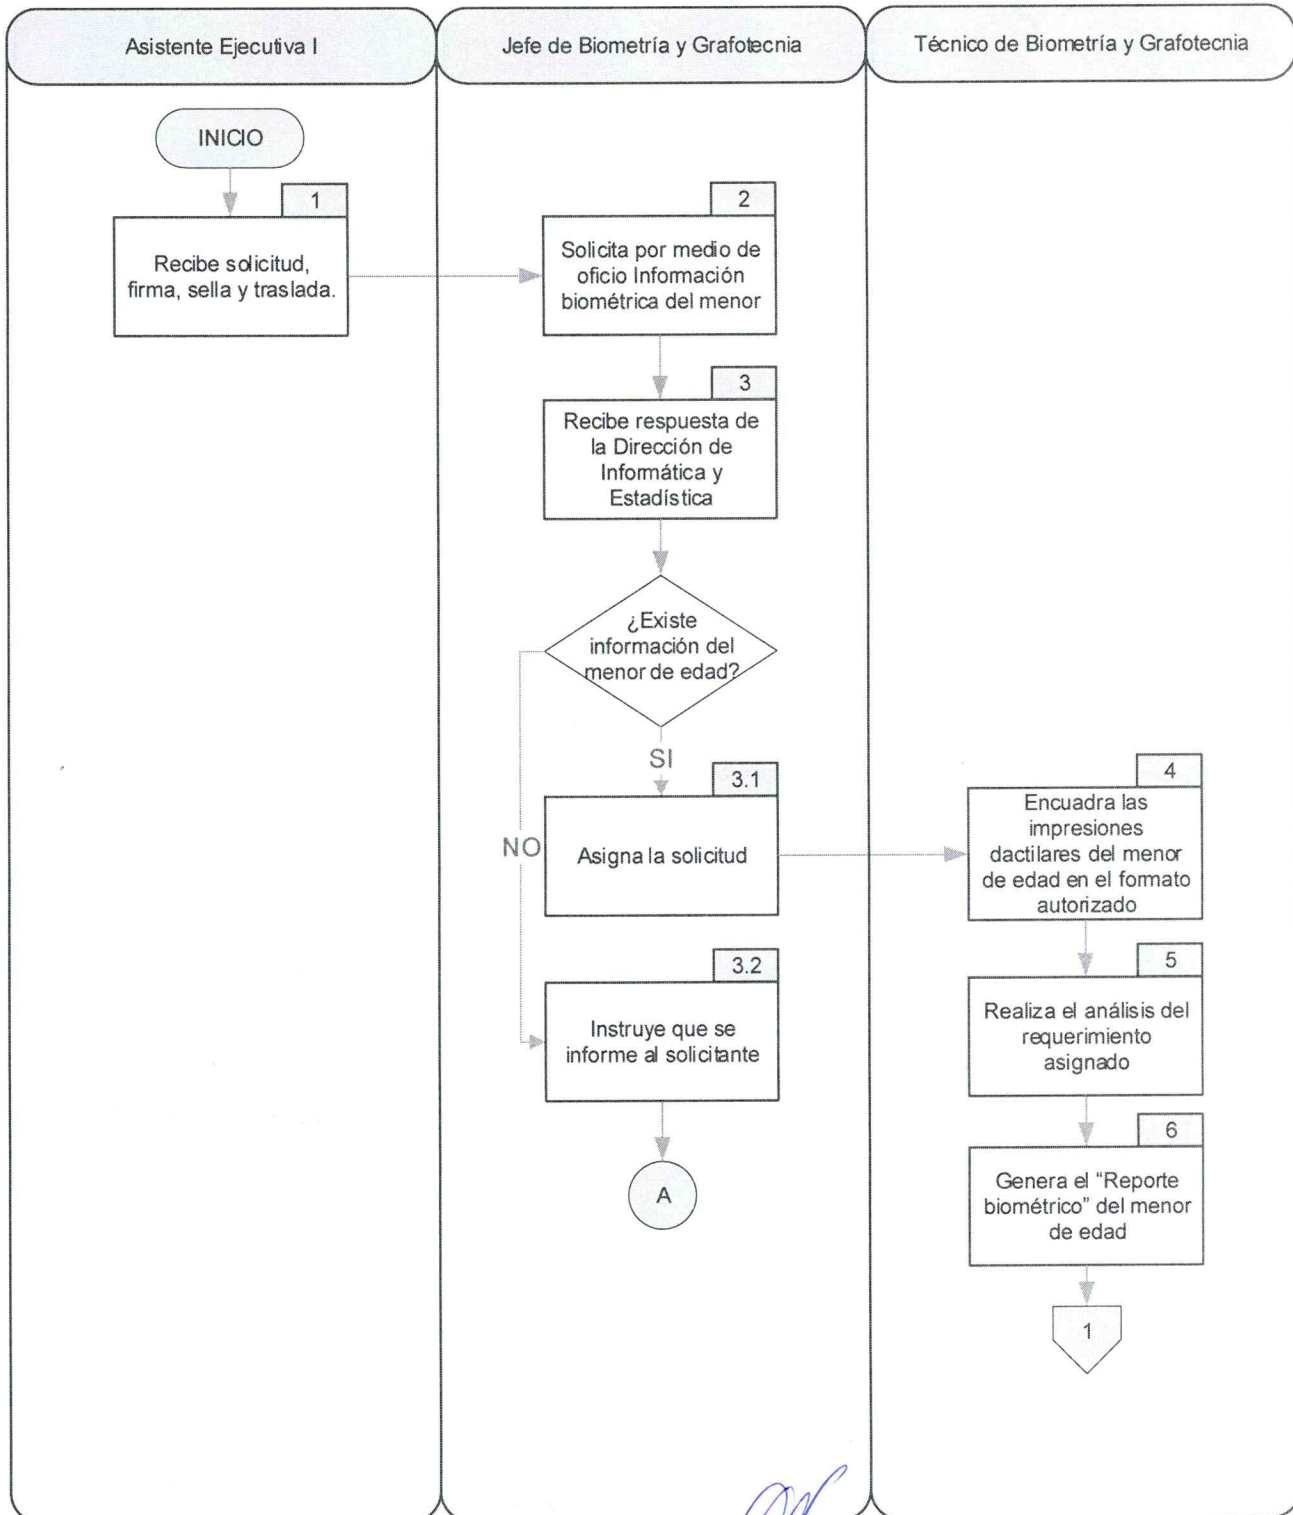 Asistente Ejecutiva I
Jefe de Biometría y Grafotecnia
Técnico de Biometría y Grafotecnia
INICIO
1
Recibe solicitud,
firma, sella y traslada.
2
Solicita por medio de
oficio Información
biométrica del menor
3
Recibe respuesta de
la Dirección de
Informática y
Estadística
¿Existe
información del
menor de edad?
SI
NO
3.1
Asigna la solicitud
3.2
Instruye que se
informe al solicitante
A
4
Encuadra las
impresiones
dactilares del menor
de edad en el formato
autorizado
5
Realiza el análisis del
requerimiento
asignado
6
Genera el “Reporte
biométrico” del menor
de edad
1